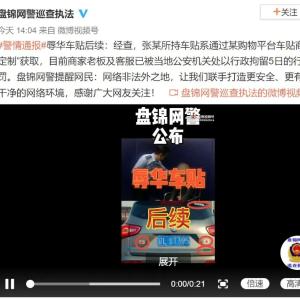 盘锦网警巡查执法
今天 14:04 来自 微博视频号
#警情通报#辱华车贴后续：经查，张某所持车贴系通过某购物平台车贴商
定制"获取，目前商家老板及客服已被当地公安机关处以行政拘留5日的行
罚。盘锦网警提醒网民：网络非法外之地，让我们联手打造更安全、更有
干净的网络环境，感谢广大网友关注！ 盘锦网警巡查执法的微博视频
盘锦网警
公布
辱华车贴
后续
展开
0:00/0:21
倍速
高清